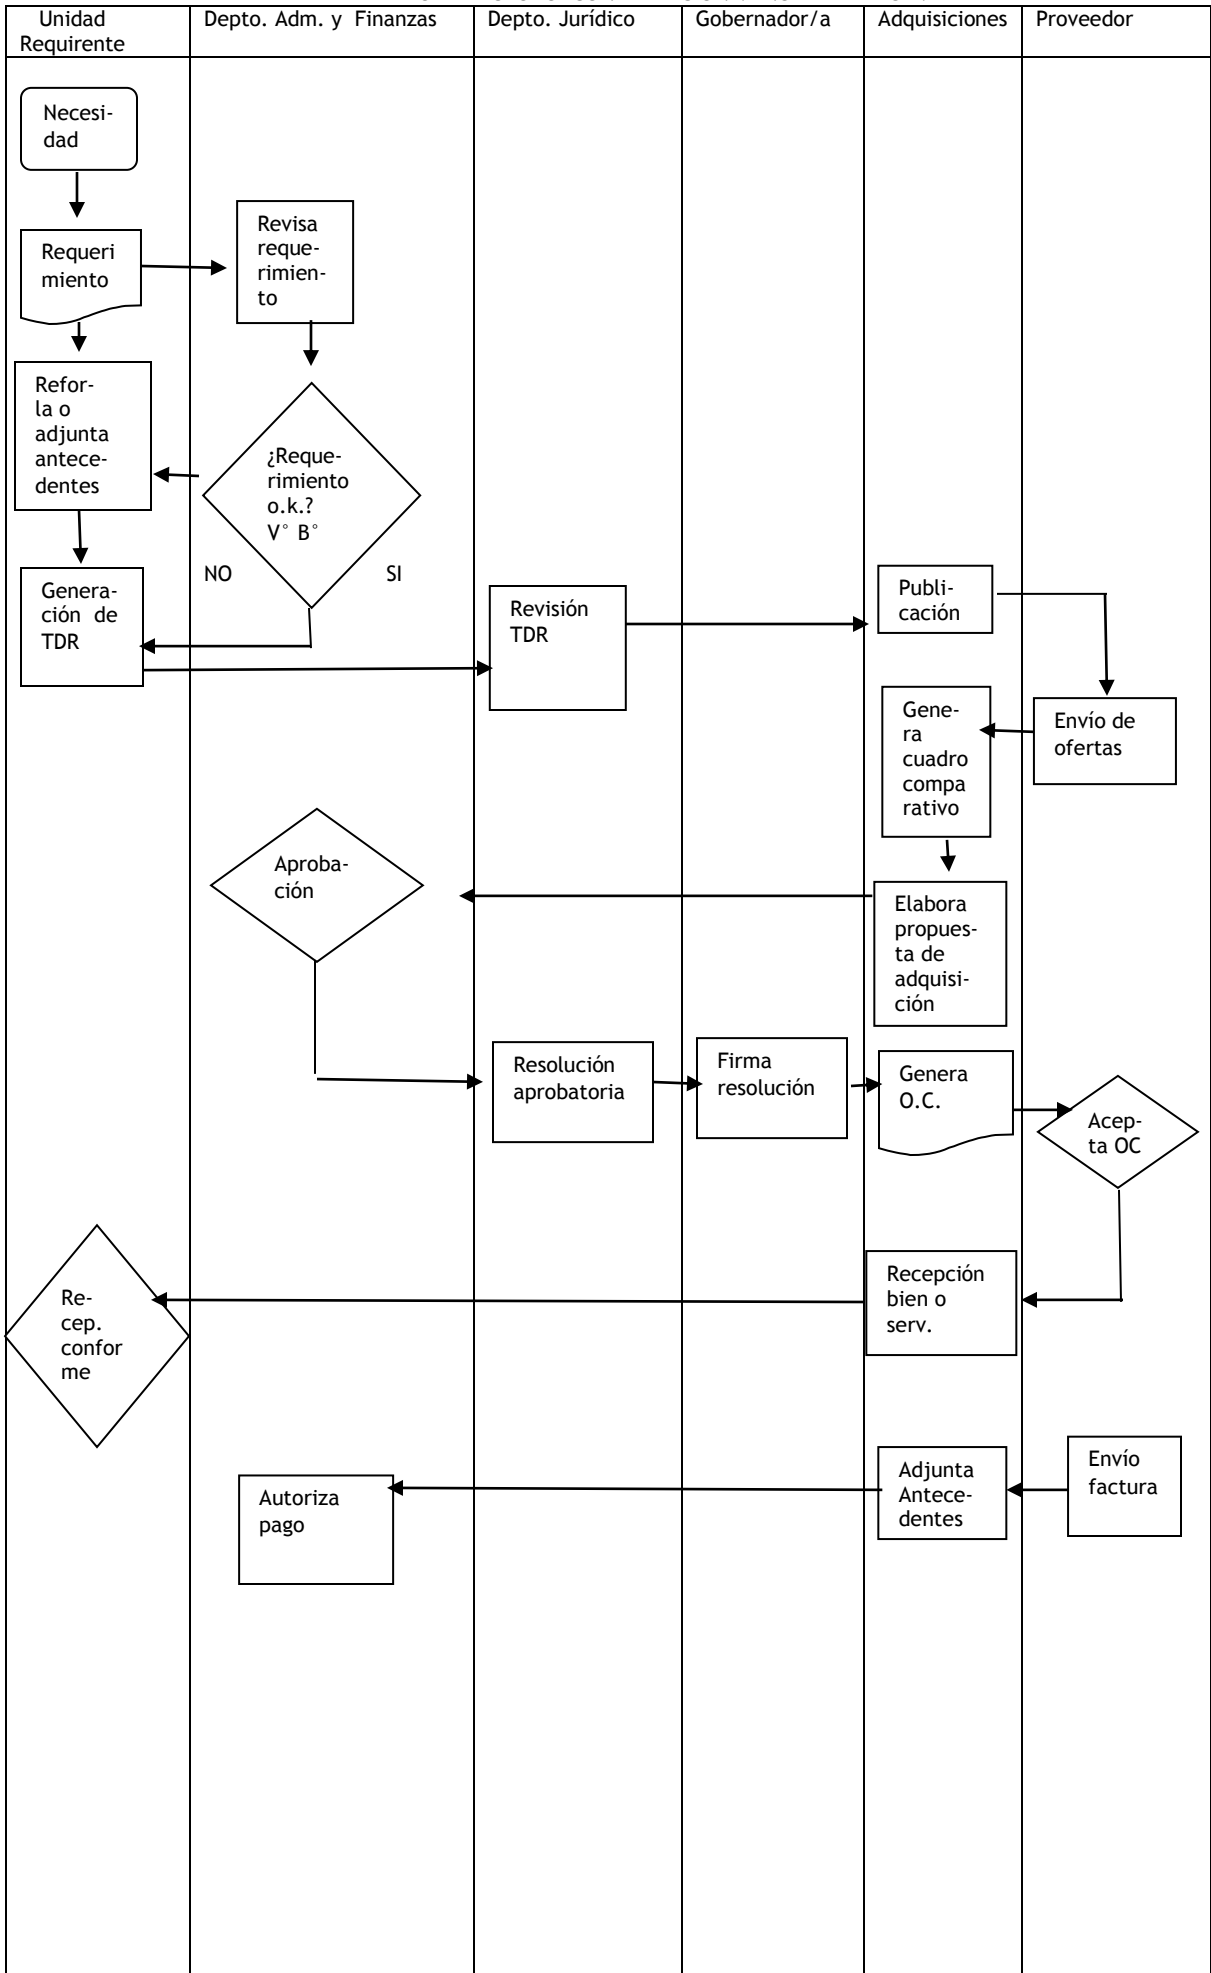 Unidad
Requirente
Depto. Adm. y Finanzas
Depto. Jurídico
Gobernador/a
Adquisiciones
Proveedor
Necesi-
dad
Requeri
miento
Revisa
reque-
rimien-
to
Refor-
la o
adjunta
antece-
dentes
¿Reque-
rimiento
o.k.?
V° B°
NO
SI
Genera-
ción de
TDR
Revisión
TDR
Publi-
cación
Envío de
ofertas
Gene-
ra
cuadro
compa
rativo
Aproba-
ción
Elabora
propues-
ta de
adquisi-
ción
Resolución
aprobatoria
Firma
resolución
Genera
O.C.
Acep-
ta OC
Re-
cep.
confor
me
Recepción
bien o
serv.
Autoriza
pago
Adjunta
Antece-
dentes
Envío
factura